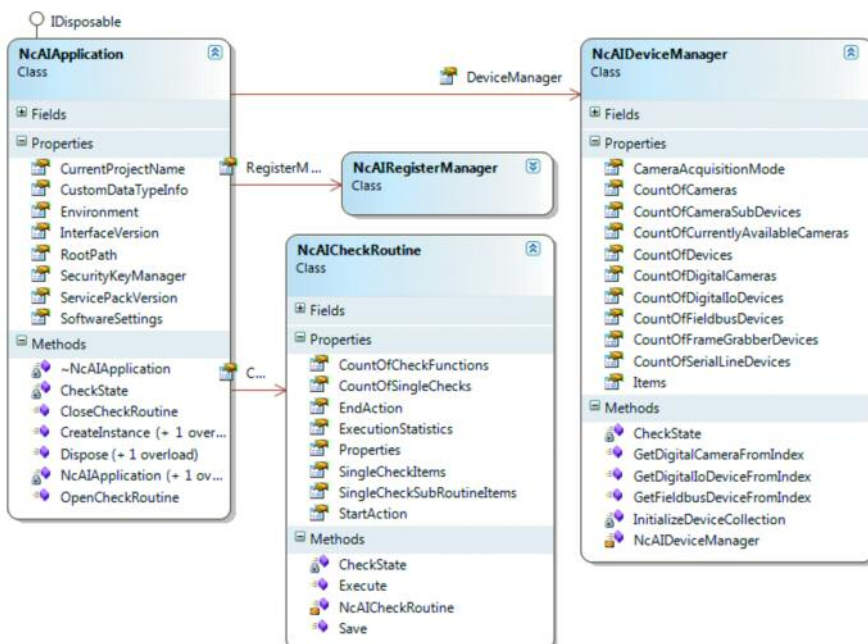 IDisposable
NcAIApplication
Class
Fields
Properties
CurrentProjectName
CustomDataTypeInfo
Environment
InterfaceVersion
RootPath
SecurityKeyManager
ServicePackVersion
SoftwareSettings
Methods
~NcAIApplication
CheckState
CloseCheckRoutine
CreateInstance (+ 1 over...
Dispose (+ 1 overload)
NcAIApplication (+ 1 ov...
OpenCheckRoutine
DeviceManager
RegisterM...
C...
NcAIRegisterManager
Class
NcAICheckRoutine
Class
Fields
Properties
CountOfCheckFunctions
CountOfSingleChecks
EndAction
ExecutionStatistics
Properties
SingleCheckItems
SingleCheckSubRoutineItems
StartAction
Methods
CheckState
Execute
NcAICheckRoutine
Save
NcAIDeviceManager
Class
Fields
Properties
CameraAcquisitionMode
CountOfCameras
CountOfCameraSubDevices
CountOfCurrentlyAvailableCameras
CountOfDevices
CountOfDigitalCameras
CountOfDigitalIoDevices
CountOfFieldbusDevices
CountOfFrameGrabberDevices
CountOfSerialLineDevices
Items
Methods
CheckState
GetDigitalCameraFromIndex
GetDigitalIoDeviceFromIndex
GetFieldbusDeviceFromIndex
InitializeDeviceCollection
NcAIDeviceManager